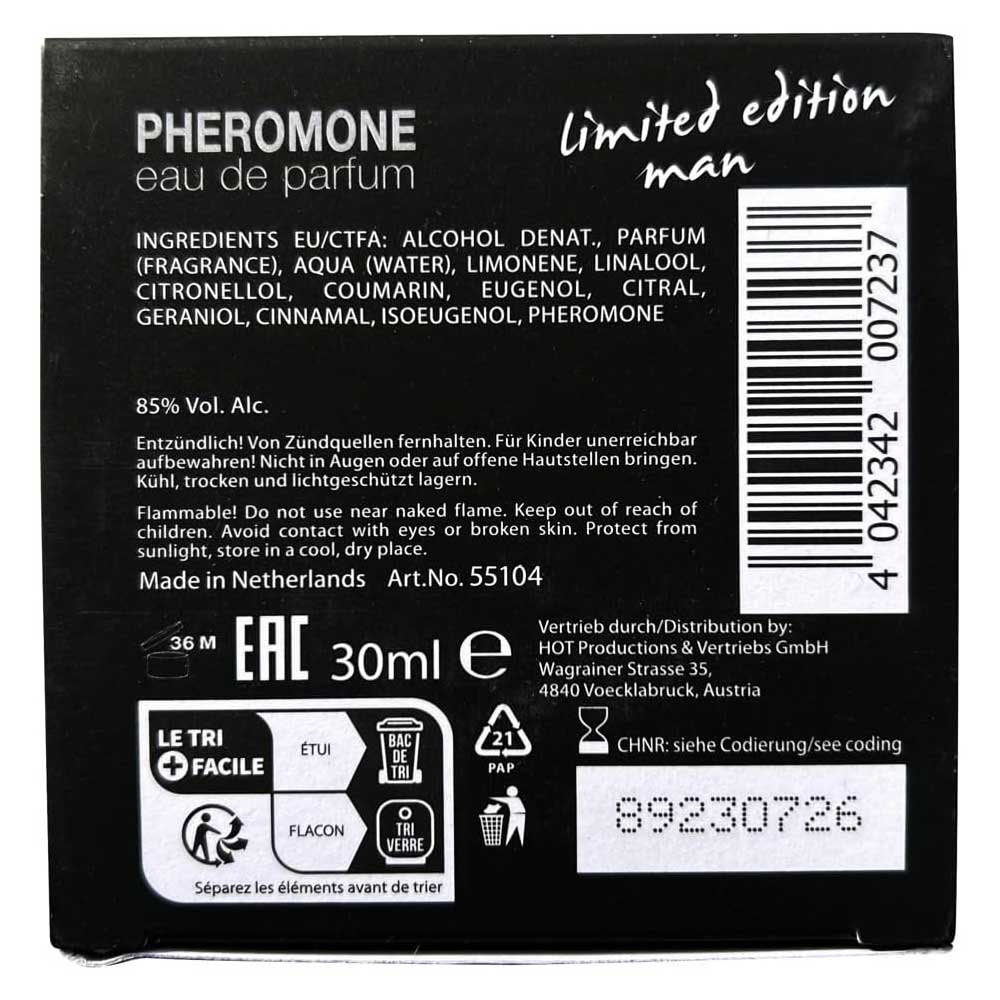 PHEROMONE
eau de parfum
limited edition
man
INGREDIENTS EU/CTFA: ALCOHOL DENAT., PARFUM
(FRAGRANCE), AQUA (WATER), LIMONENE, LINALOOL,
CITRONELLOL, COUMARIN, EUGENOL, CITRAL,
GERANIOL, CINNAMAL, ISOEUGENOL, PHEROMONE
4 042342 007237
85% Vol. Alc.
Entzündlich! Von Zündquellen fernhalten. Für Kinder unerreichbar
aufbewahren! Nicht in Augen oder auf offene Hautstellen bringen.
Kühl, trocken und lichtgeschützt lagern.
Flammable! Do not use near naked flame. Keep out of reach of
children. Avoid contact with eyes or broken skin. Protect from
sunlight, store in a cool, dry place.
Made in Netherlands Art.No. 55104
36 M
EAC
30ml e
Vertrieb durch/Distribution by:
HOT Productions & Vertriebs GmbH
Wagrainer Strasse 35,
4840 Voecklabruck, Austria
LE TRI
+ FACILE
ÉTUI
BAC
DE
TRI
FLACON
TRI
VERRE
Séparez les éléments avant de trier
21
PAP
CHNR: siehe Codierung/see coding
89230726